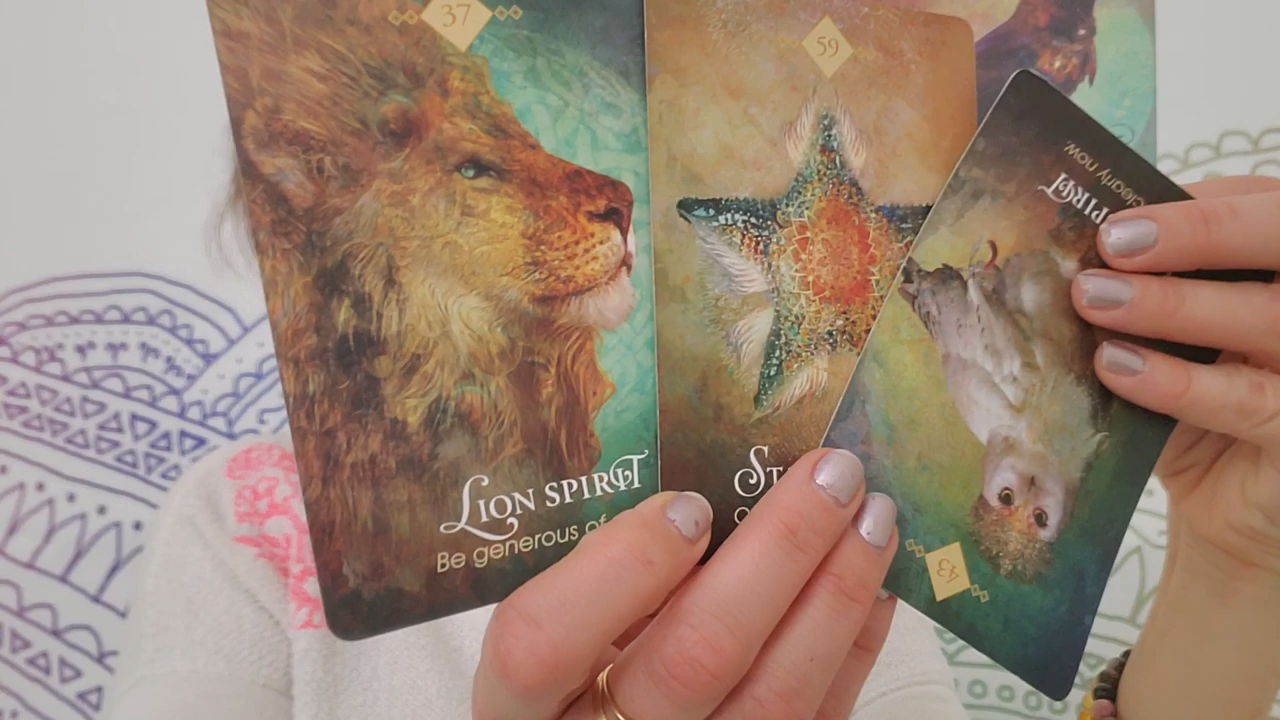 37
LION SPIRIT
Be generous of
59
St
43
SPIRIT
clearly now.